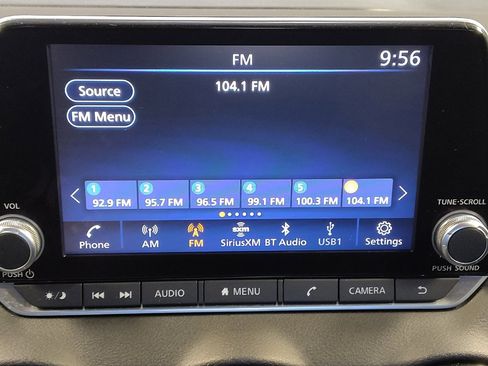 FM
9:56
Source
104.1 FM
FM Menu
1 2 3 4 5
92.9 FM 95.7 FM 96.5 FM 99.1 FM 100.3 FM 104.1 FM
VOL
TUNE·SCROLL
Phone AM FM SiriusXM BT Audio USB1 Settings
sxm
PUSH
PUSH SOUND
AUDIO MENU CAMERA